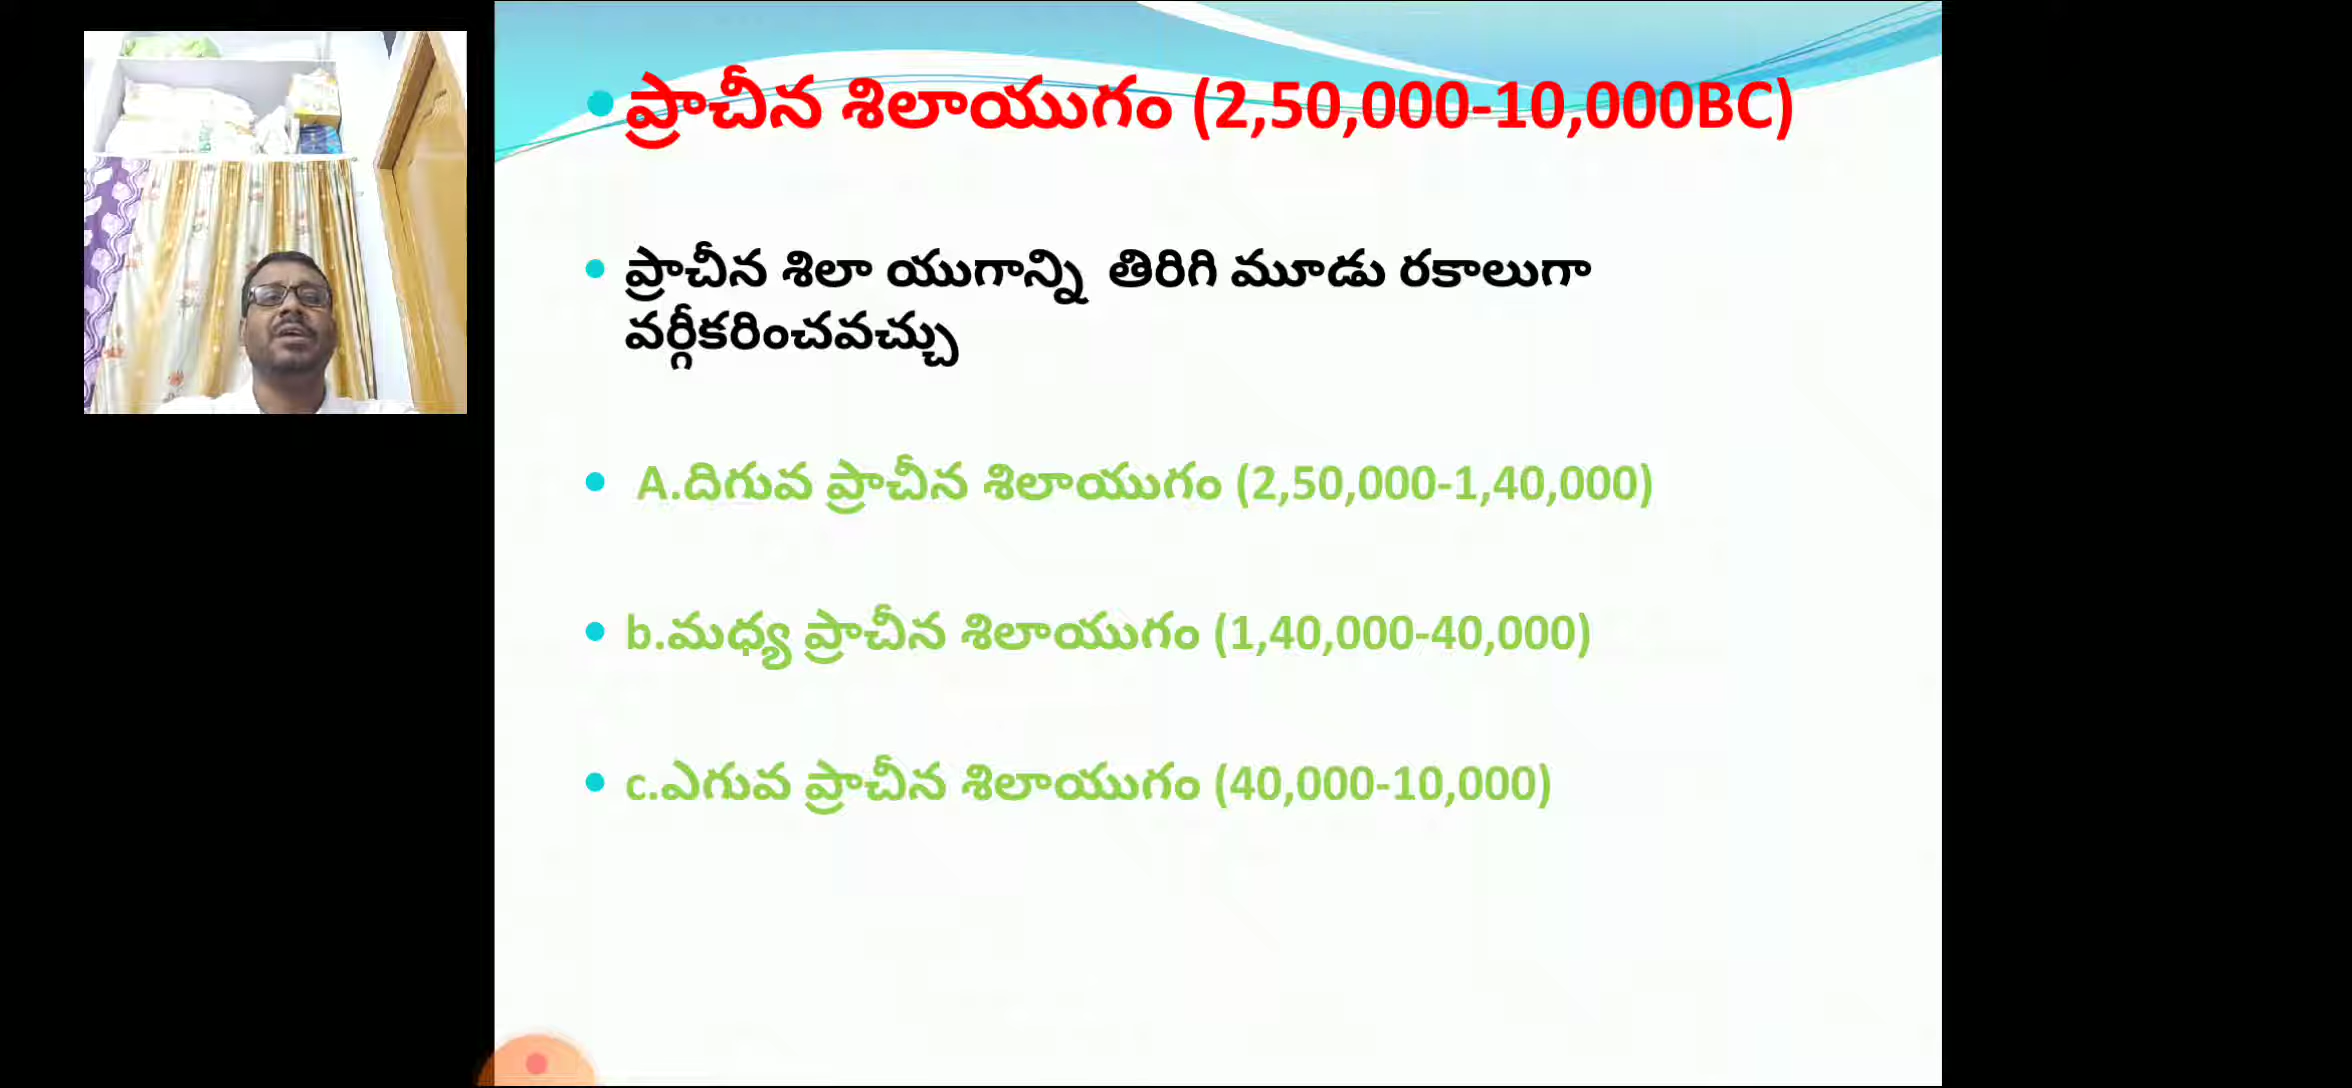 ప్రాచీన శిలాయుగం (2,50,000-10,000BC)
ప్రాచీన శిలా యుగాన్ని తిరిగి మూడు రకాలుగా
వర్గీకరించవచ్చు
A.దిగువ ప్రాచీన శిలాయుగం (2,50,000-1,40,000)
b.మధ్య ప్రాచీన శిలాయుగం (1,40,000-40,000)
c.ఎగువ ప్రాచీన శిలాయుగం (40,000-10,000)